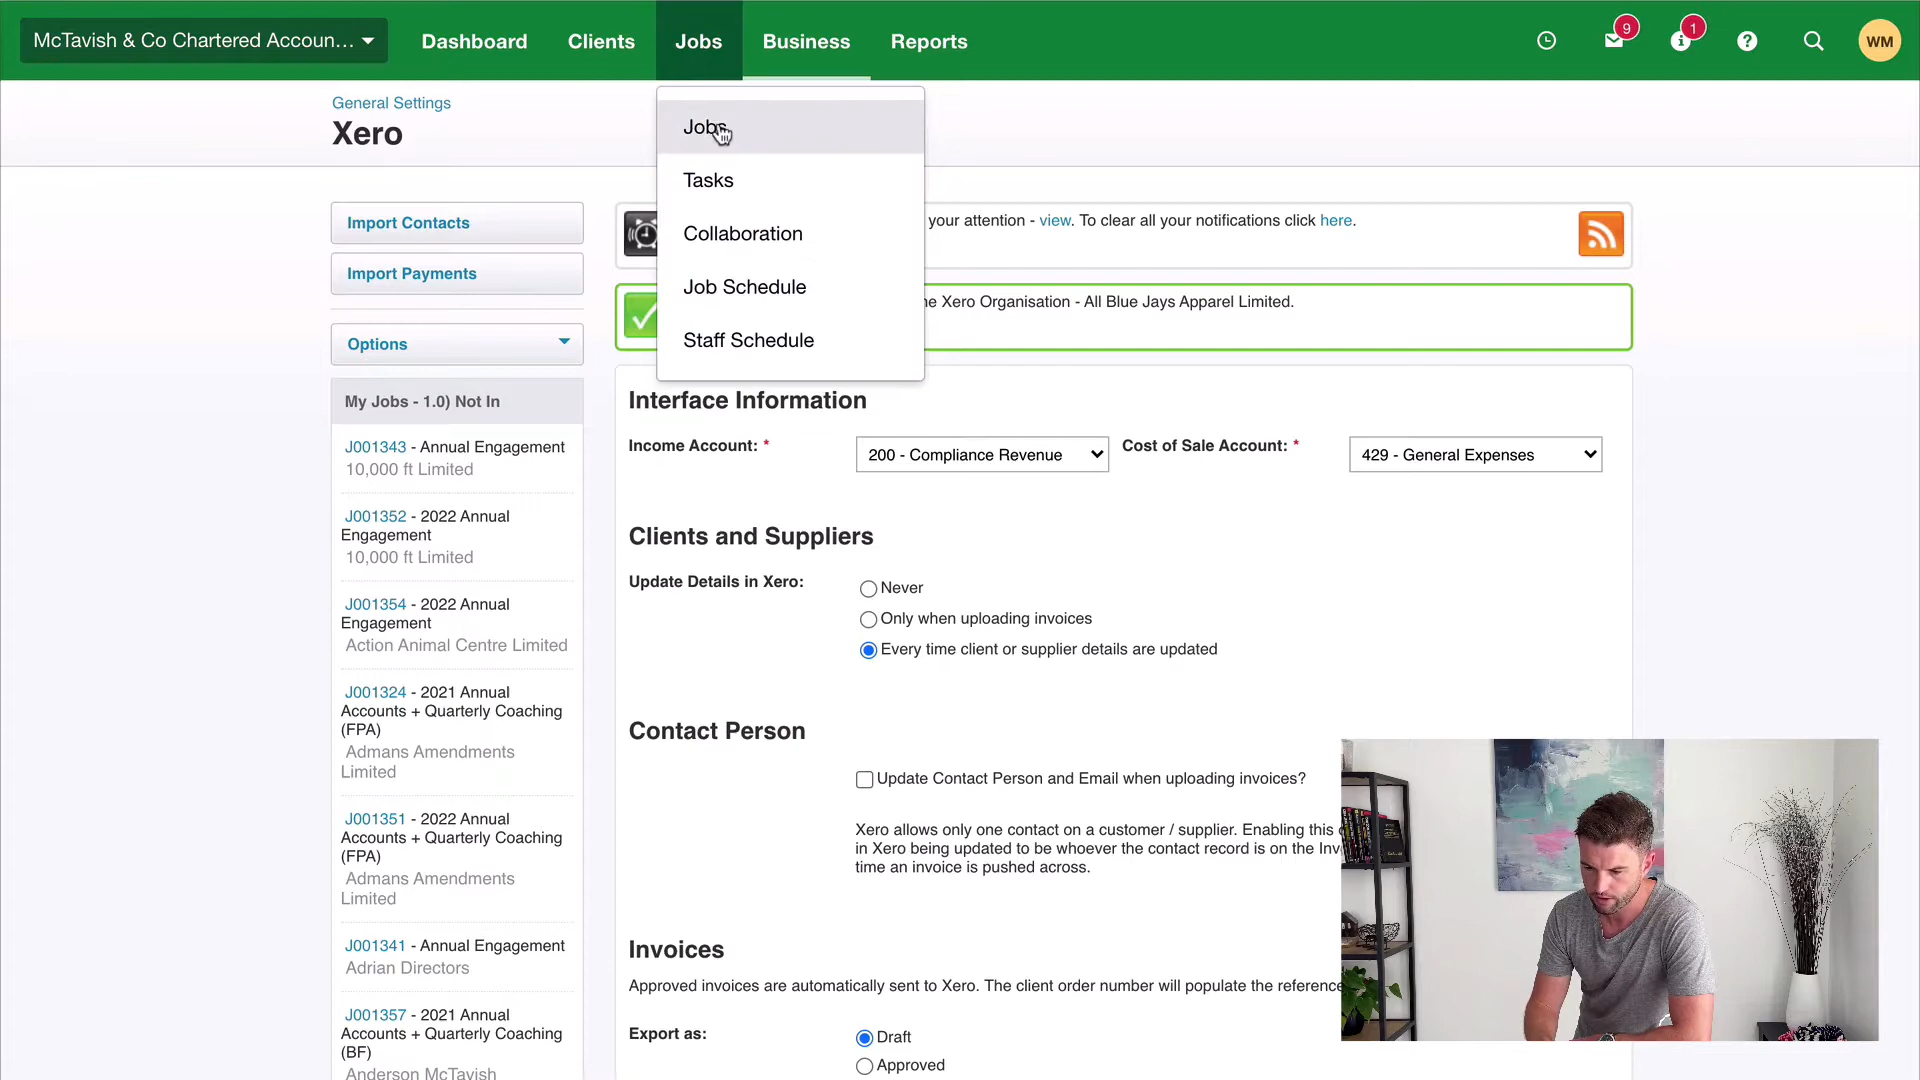 McTavish & Co Chartered Accoun...
Dashboard
Clients
Jobs
Business
Reports
9
1
WM
General Settings
Xero
Jobs
Tasks
Collaboration
Job Schedule
Staff Schedule
Import Contacts
Import Payments
Options
your attention - view. To clear all your notifications click here.
Xero Organisation - All Blue Jays Apparel Limited.
My Jobs - 1.0) Not In
J001343 - Annual Engagement
10,000 ft Limited
J001352 - 2022 Annual
Engagement
10,000 ft Limited
J001354 - 2022 Annual
Engagement
Action Animal Centre Limited
J001324 - 2021 Annual
Accounts + Quarterly Coaching
(FPA)
Admans Amendments
Limited
J001351 - 2022 Annual
Accounts + Quarterly Coaching
(FPA)
Admans Amendments
Limited
J001341 - Annual Engagement
Adrian Directors
J001357 - 2021 Annual
Accounts + Quarterly Coaching
(BF)
Anderson McTavish
Interface Information
Income Account: *
200 - Compliance Revenue
Cost of Sale Account: *
429 - General Expenses
Clients and Suppliers
Update Details in Xero:
Never
Only when uploading invoices
Every time client or supplier details are updated
Contact Person
Update Contact Person and Email when uploading invoices?
Xero allows only one contact on a customer / supplier. Enabling this
in Xero being updated to be whoever the contact record is on the
time an invoice is pushed across.
Invoices
Approved invoices are automatically sent to Xero. The client order number will populate the reference
Export as:
Draft
Approved